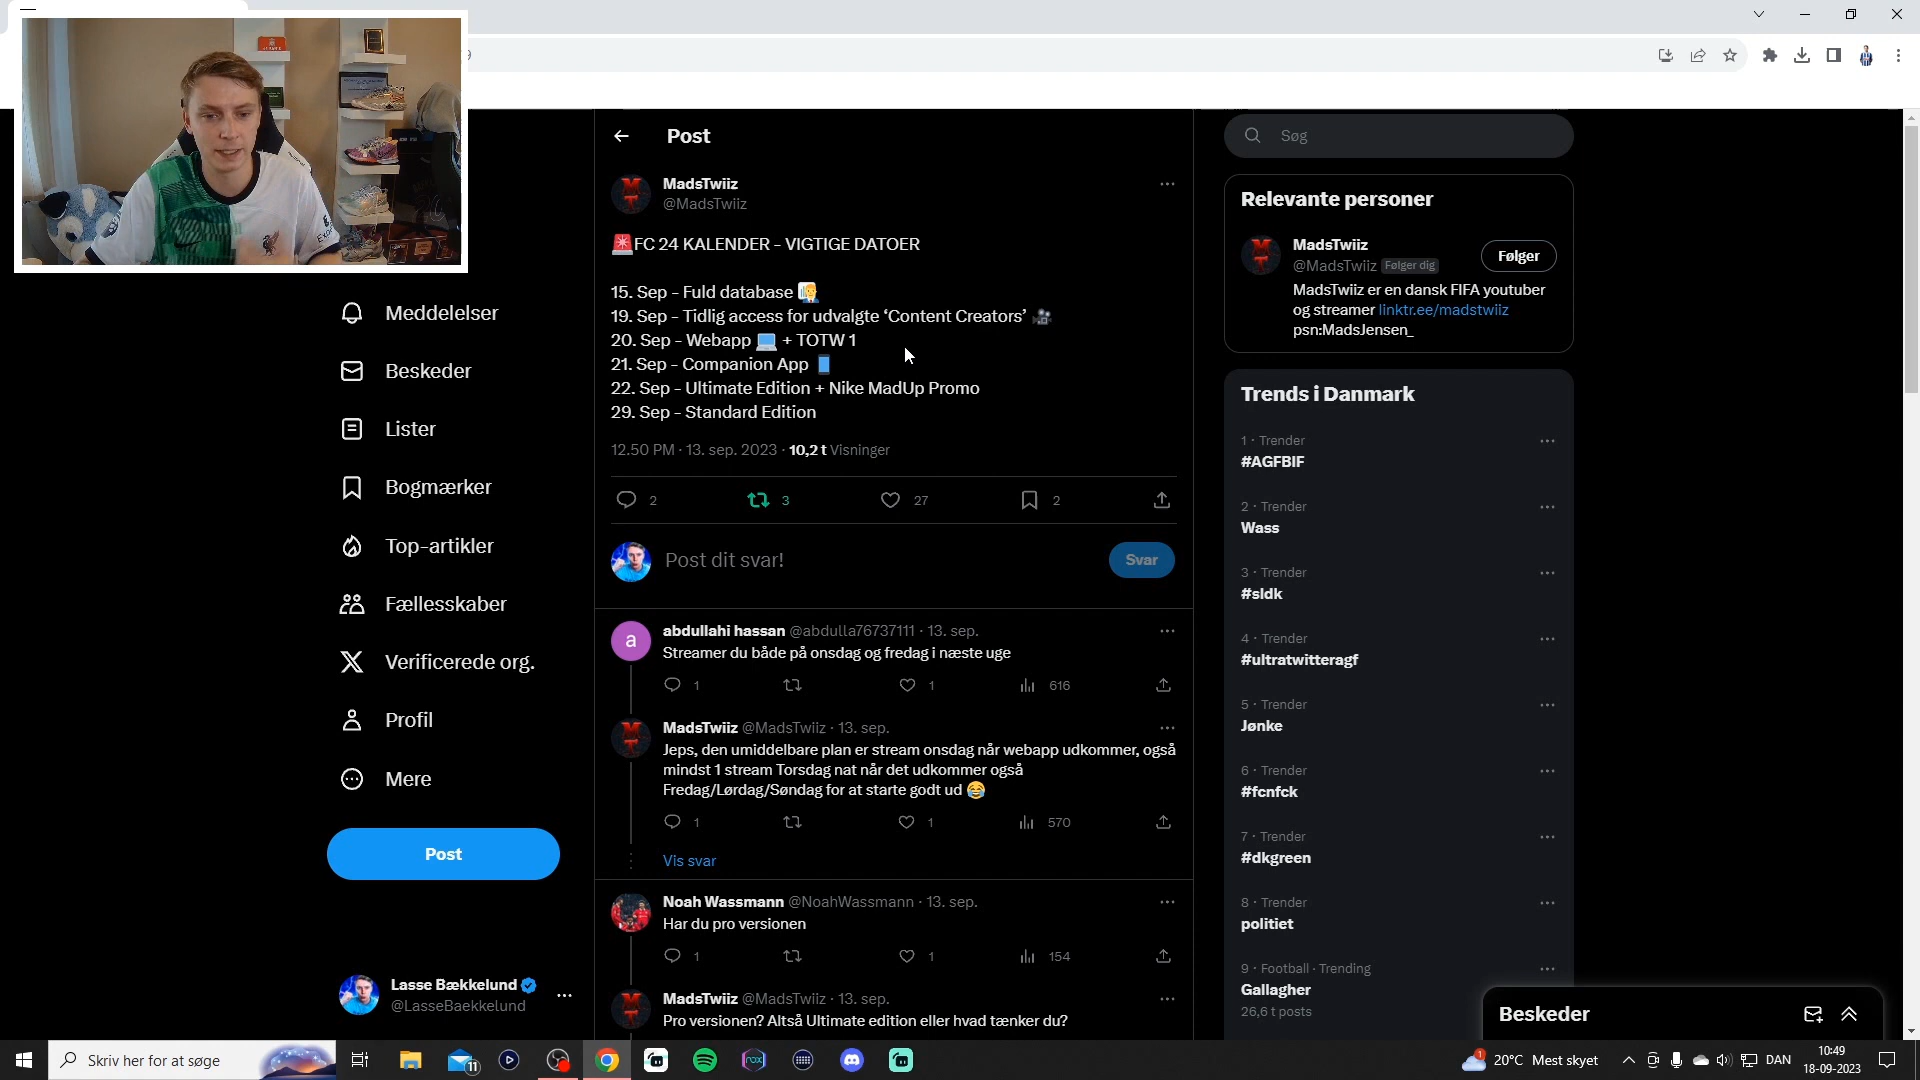 Post
Søg
MadsTwiiz
@MadsTwiiz
🚨FC 24 KALENDER - VIGTIGE DATOER
15. Sep - Fuld database
19. Sep - Tidlig access for udvalgte ‘Content Creators’ 🎥
20. Sep - Webapp 💻 + TOTW 1
21. Sep - Companion App 📱
22. Sep - Ultimate Edition + Nike MadUp Promo
29. Sep - Standard Edition
12.50 PM · 13. sep. 2023 · 10,2 t Visninger
2 3 27 2
Post dit svar!
Svar
abdullahi hassan @abdulla76737111 · 13. sep.
Streamer du både på onsdag og fredag i næste uge
1 1 616
MadsTwiiz @MadsTwiiz · 13. sep.
Jeps, den umiddelbare plan er stream onsdag når webapp udkommer, også
mindst 1 stream Torsdag nat når det udkommer også
Fredag/Lørdag/Søndag for at starte godt ud 😂
1 1 570
Vis svar
Noah Wassmann @NoahWassmann · 13. sep.
Har du pro versionen
1 1 154
MadsTwiiz @MadsTwiiz · 13. sep.
Pro versionen? Altså Ultimate edition eller hvad tænker du?
Meddelelser
Beskeder
Lister
Bogmærker
Top-artikler
Fællesskaber
Verificerede org.
Profil
Mere
Post
Lasse Bækkelund
@LasseBaekkelund
Relevante personer
MadsTwiiz
@MadsTwiiz Følger dig
Følger
MadsTwiiz er en dansk FIFA youtuber
og streamer linktr.ee/madstwiiz
psn:MadsJensen_
Trends i Danmark
1 · Trender
#AGFBIF
2 · Trender
Wass
3 · Trender
#sldk
4 · Trender
#ultratwitteragf
5 · Trender
Jønke
6 · Trender
#fcnfck
7 · Trender
#dkgreen
8 · Trender
politiet
9 · Football · Trending
Gallagher
26,6 t posts
Beskeder
Skriv her for at søge
11
1
20°C Mest skyet
DAN
10:49
18-09-2023